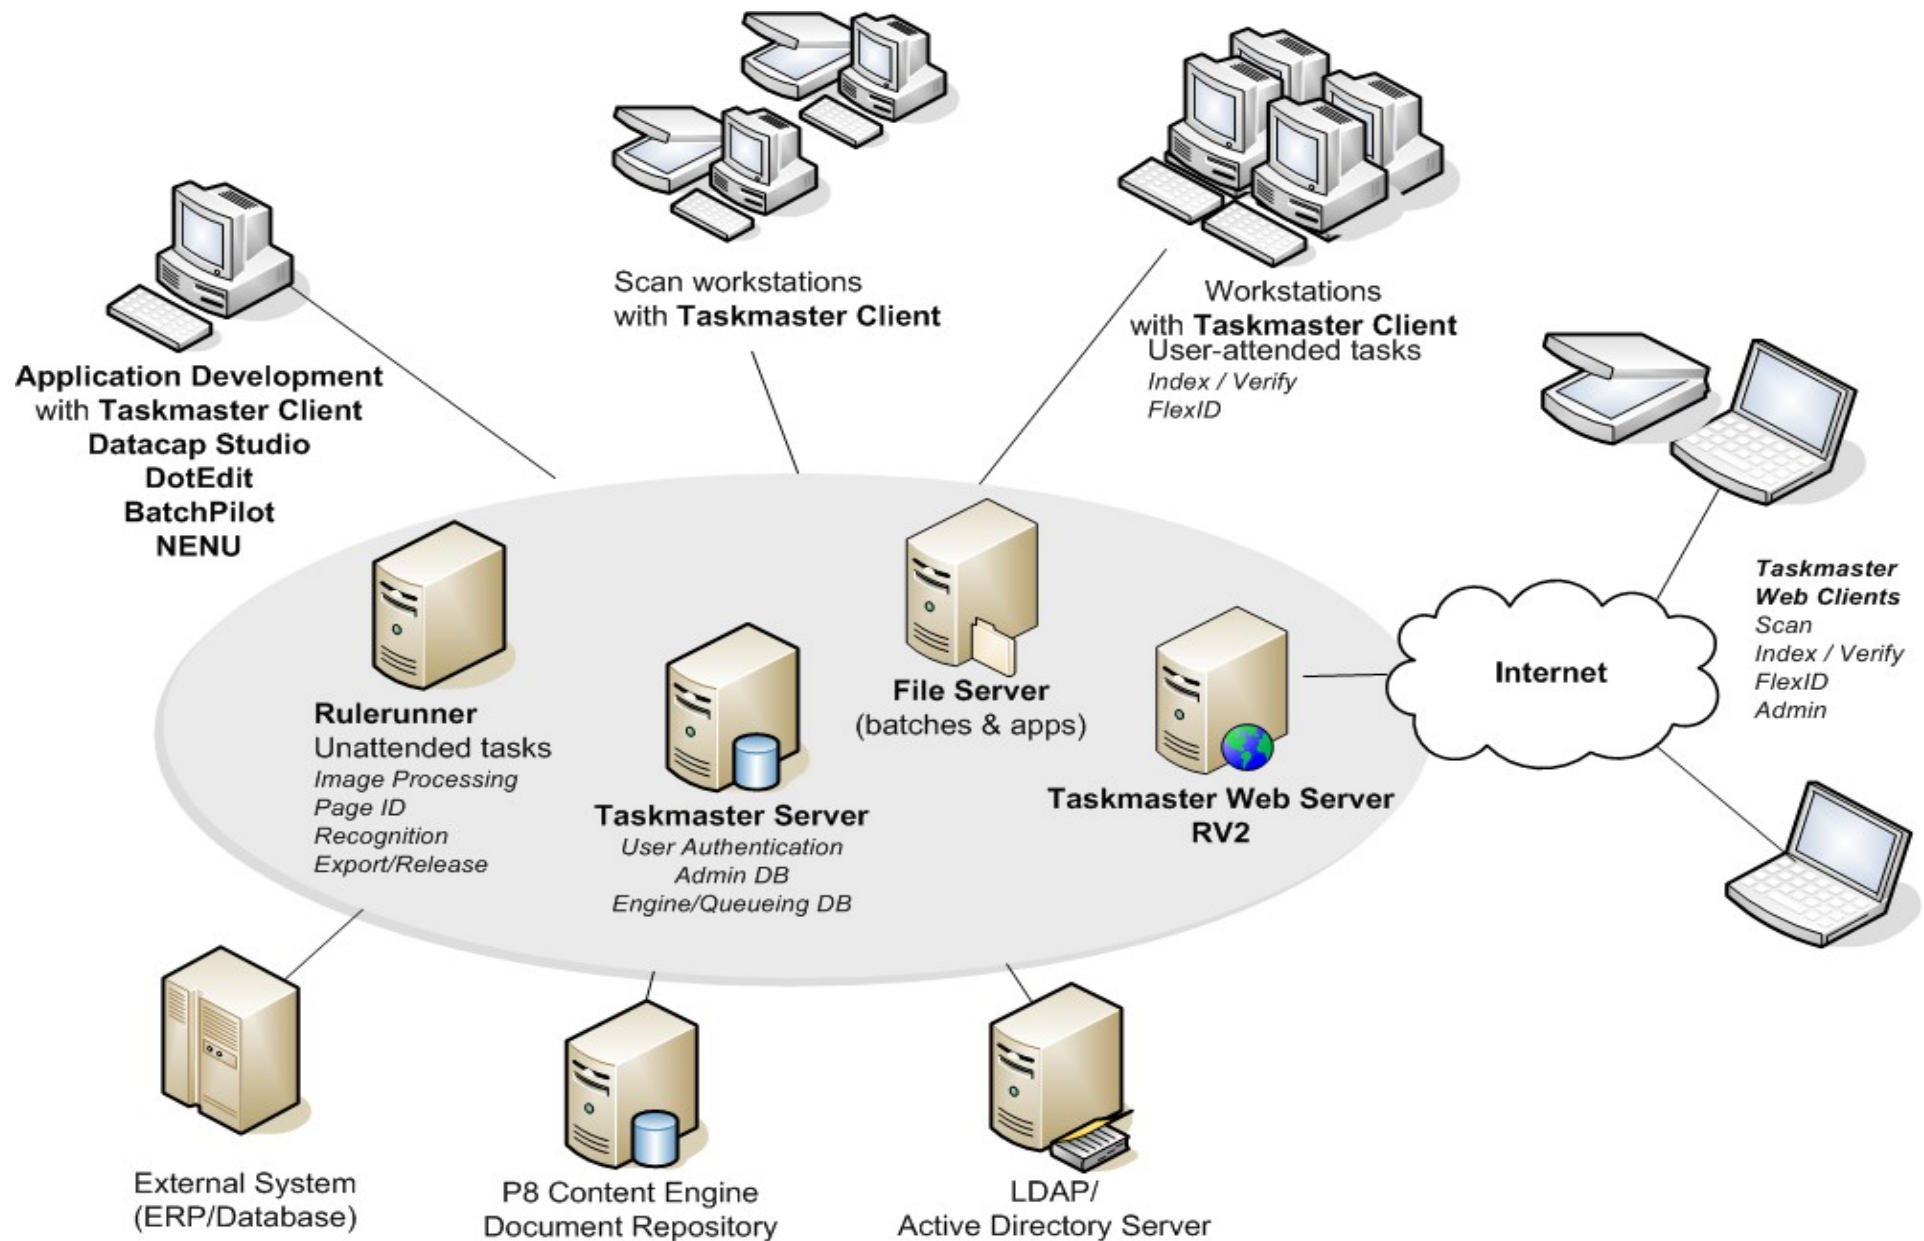 Scan workstations
with Taskmaster Client
Workstations
with Taskmaster Client
User-attended tasks
Index / Verify
FlexID
Application Development
with Taskmaster Client
Datacap Studio
DotEdit
BatchPilot
NENU
Taskmaster
Web Clients
Scan
Index / Verify
FlexID
Admin
Internet
File Server
(batches & apps)
Rulerunner
Unattended tasks
Image Processing
Page ID
Recognition
Export/Release
Taskmaster Server
User Authentication
Admin DB
Engine/Queueing DB
Taskmaster Web Server
RV2
External System
(ERP/Database)
P8 Content Engine
Document Repository
LDAP/
Active Directory Server